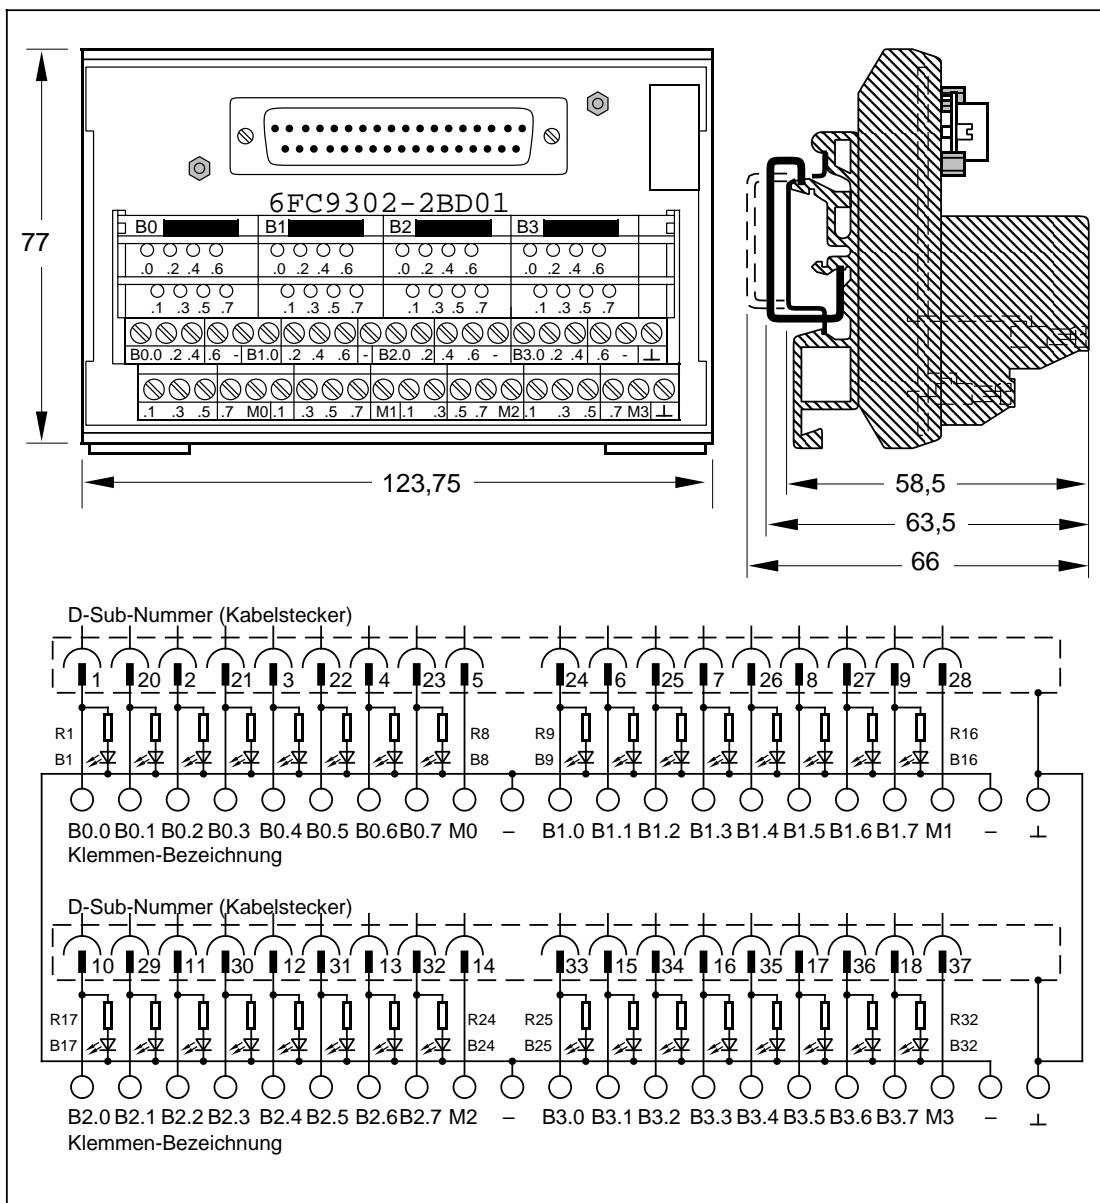 6FC9302-2BD01
B0 B1 B2 B3
77
.0 .2 .4 .6 .0 .2 .4 .6 .0 .2 .4 .6 .0 .2 .4 .6
.1 .3 .5 .7 .1 .3 .5 .7 .1 .3 .5 .7 .1 .3 .5 .7
B0.0 .2 .4 .6 - B1.0 .2 .4 .6 - B2.0 .2 .4 .6 - B3.0 .2 .4 .6 - ⊥
.1 .3 .5 .7 M0 .1 .3 .5 .7 M1 .1 .3 .5 .7 M2 .1 .3 .5 .7 M3 ⊥
123,75
58,5
63,5
66
D-Sub-Nummer (Kabelstecker)
1 20 2 21 3 22 4 23 5 24 6 25 7 26 8 27 9 28
R1 R8 R9 R16
B1 B8 B9 B16
B0.0 B0.1 B0.2 B0.3 B0.4 B0.5 B0.6 B0.7 M0 – B1.0 B1.1 B1.2 B1.3 B1.4 B1.5 B1.6 B1.7 M1 – ⊥
Klemmen-Bezeichnung
D-Sub-Nummer (Kabelstecker)
10 29 11 30 12 31 13 32 14 33 15 34 16 35 17 36 18 37
R17 R24 R25 R32
B17 B24 B25 B32
B2.0 B2.1 B2.2 B2.3 B2.4 B2.5 B2.6 B2.7 M2 – B3.0 B3.1 B3.2 B3.3 B3.4 B3.5 B3.6 B3.7 M3 – ⊥
Klemmen-Bezeichnung